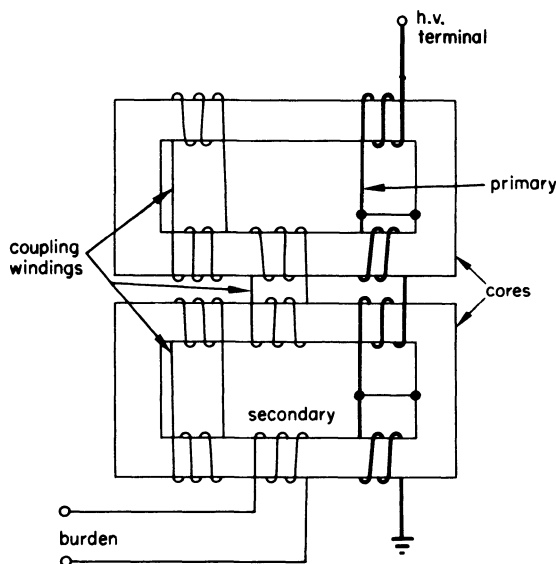 h.v.
terminal
primary
coupling
windings
cores
secondary
burden